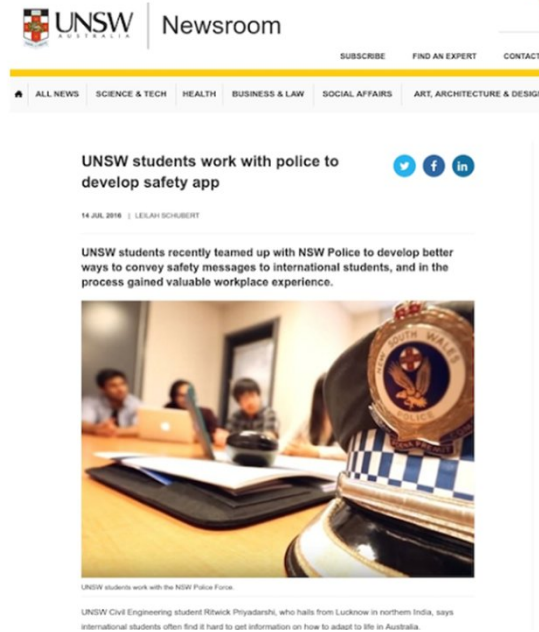 UNSW
AUSTRALIA
Newsroom
SUBSCRIBE FIND AN EXPERT CONTACT
ALL NEWS SCIENCE & TECH HEALTH BUSINESS & LAW SOCIAL AFFAIRS ART, ARCHITECTURE & DESIG
UNSW students work with police to
develop safety app
14 JUL 2016 | LEILAH SCHUBERT
UNSW students recently teamed up with NSW Police to develop better
ways to convey safety messages to international students, and in the
process gained valuable workplace experience.
NEW SOUTH WALES
POLICE
UNSW students work with the NSW Police Force.
UNSW Civil Engineering student Ritwick Priyadarshi, who hails from Lucknow in northern India, says
international students often find it hard to get information on how to adapt to life in Australia.